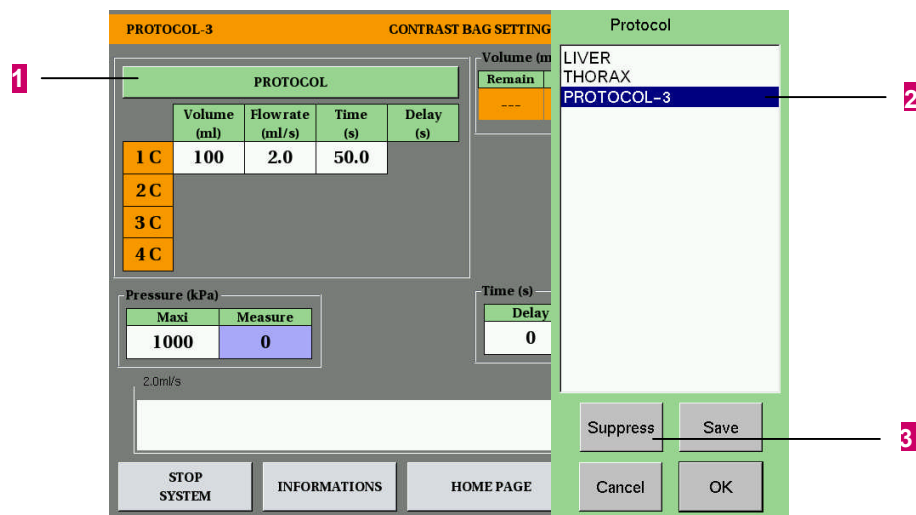 PROTOCOL-3 CONTRAST BAG SETTING
Protocol
1
PROTOCOL
Volume (m
Remain
---
LIVER
THORAX
PROTOCOL-3
2
Volume (ml) Flowrate (ml/s) Time (s) Delay (s)
1 C 100 2.0 50.0
2 C
3 C
4 C
Pressure (kPa)
Maxi Measure
1000 0
Time (s)
Delay
0
2.0ml/s
Suppress Save
3
STOP SYSTEM
INFORMATIONS
HOME PAGE
Cancel OK